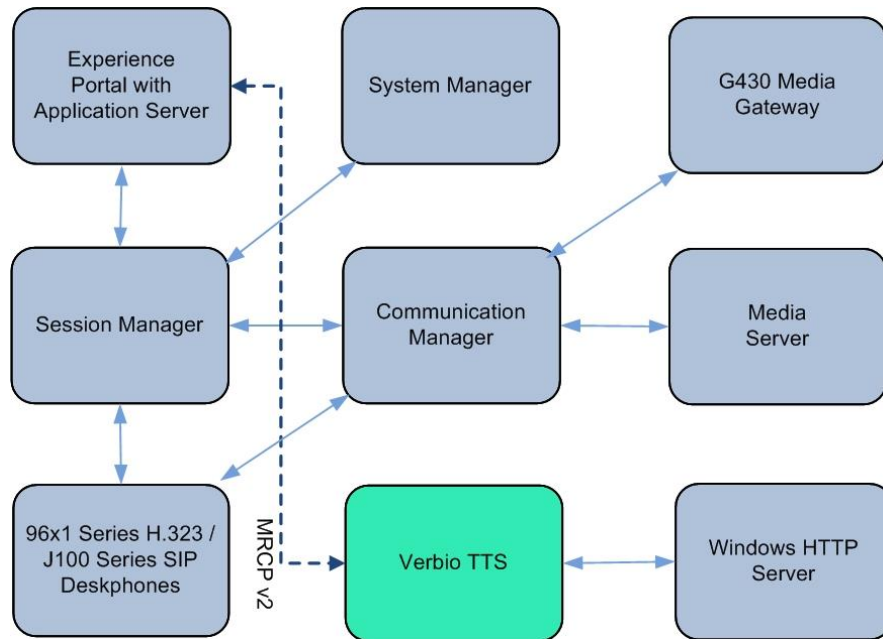 Experience
Portal with
Application Server
System Manager
G430 Media
Gateway
Session Manager
Communication
Manager
Media
Server
96x1 Series H.323 /
J100 Series SIP
Deskphones
MRCP v2
Verbio TTS
Windows HTTP
Server